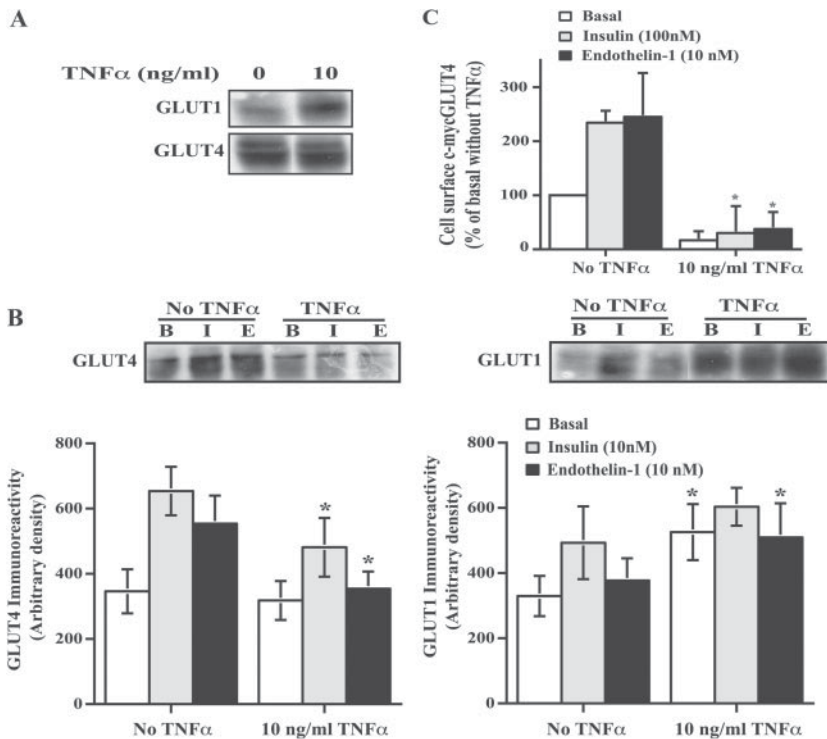 A
TNFα (ng/ml) 0 10
GLUT1
GLUT4
C
Basal
Insulin (100nM)
Endothelin-1 (10 nM)
Cell surface c-mycGLUT4
(% of basal without TNFα)
300
200
100
0
* *
No TNFα 10 ng/ml TNFα
B
No TNFα TNFα
B I E B I E
GLUT4
GLUT4 Immunoreactivity
(Arbitrary density)
800
600
400
200
0
* *
No TNFα 10 ng/ml TNFα
No TNFα TNFα
B I E B I E
GLUT1
Basal
Insulin (10nM)
Endothelin-1 (10 nM)
GLUT1 Immunoreactivity
(Arbitrary density)
800
600
400
200
0
* *
No TNFα 10 ng/ml TNFα